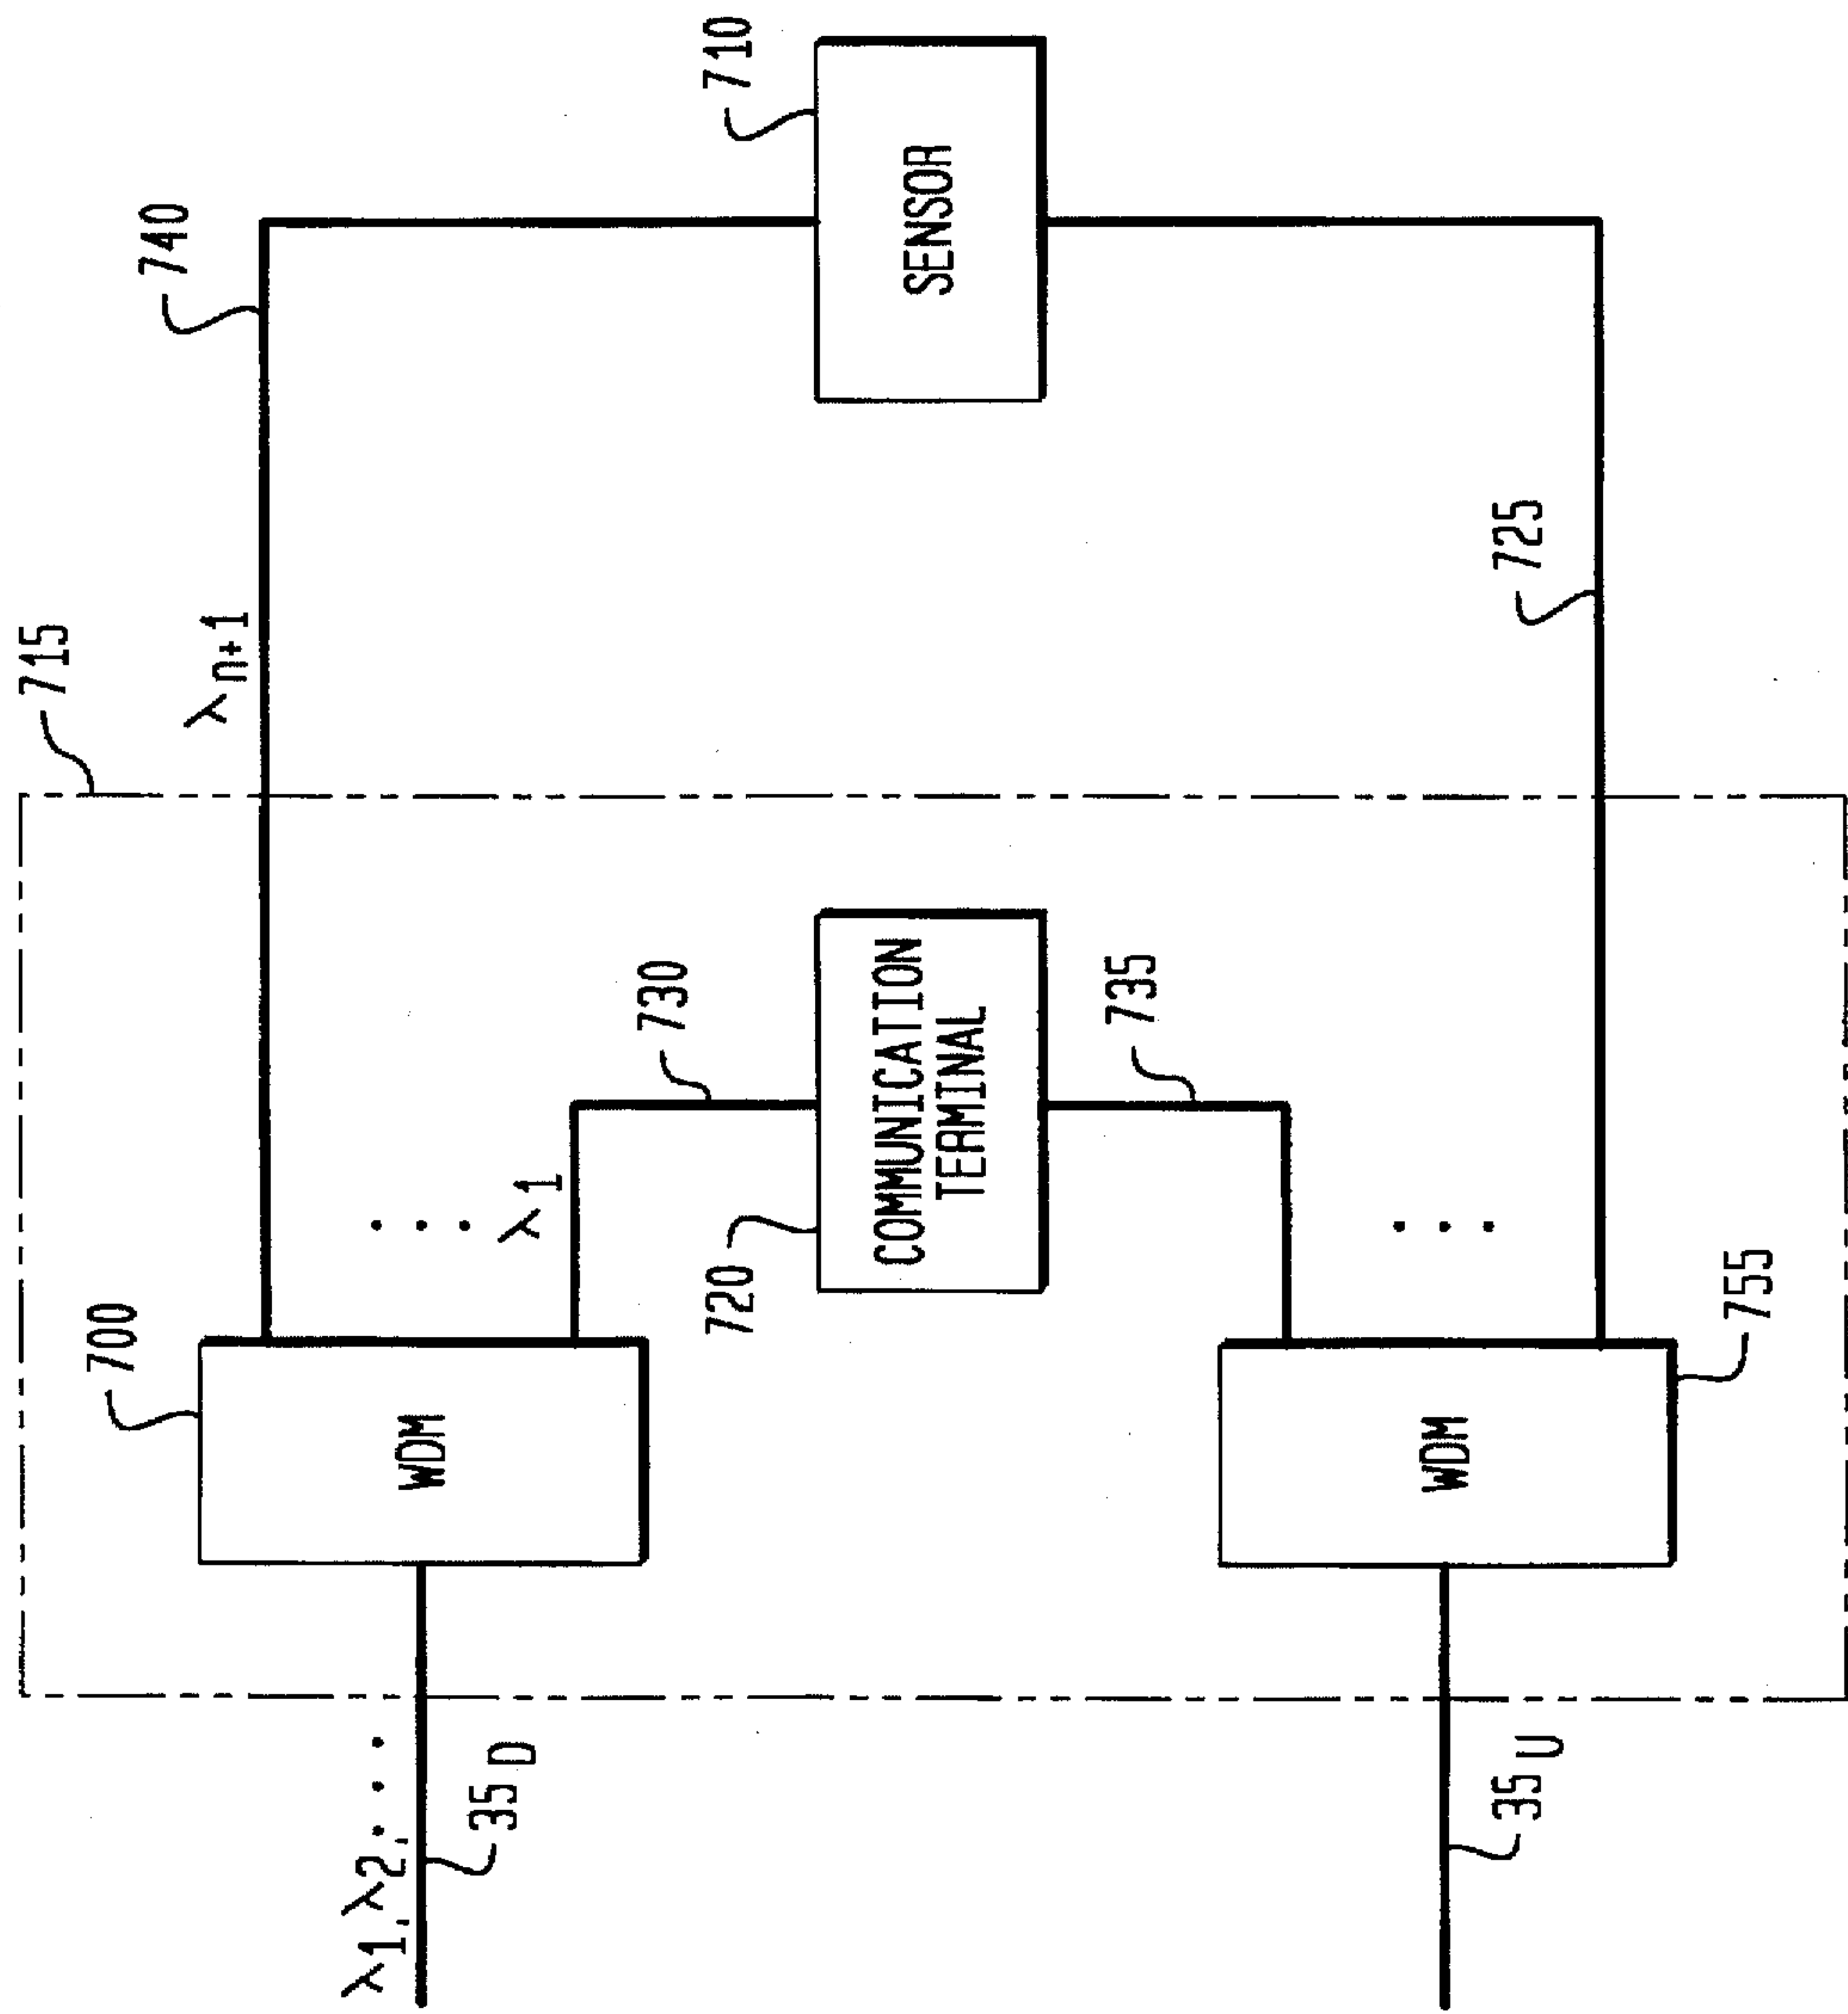 715
740
λn+1
710
SENSOR
725
700
WDM
λ1
730
720
COMMUNICATION
TERMINAL
735
755
WDM
λ1, λ2, . . . .
35D
35U